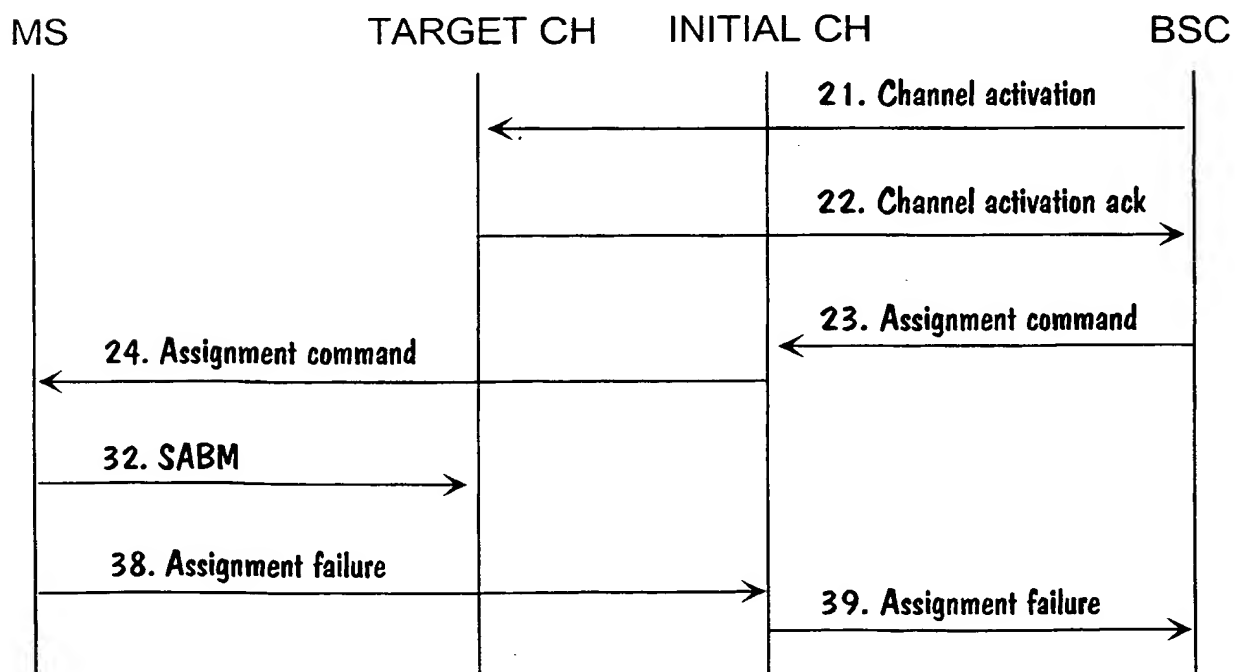 MS TARGET CH INITIAL CH BSC
21. Channel activation
22. Channel activation ack
23. Assignment command
24. Assignment command
32. SABM
38. Assignment failure
39. Assignment failure